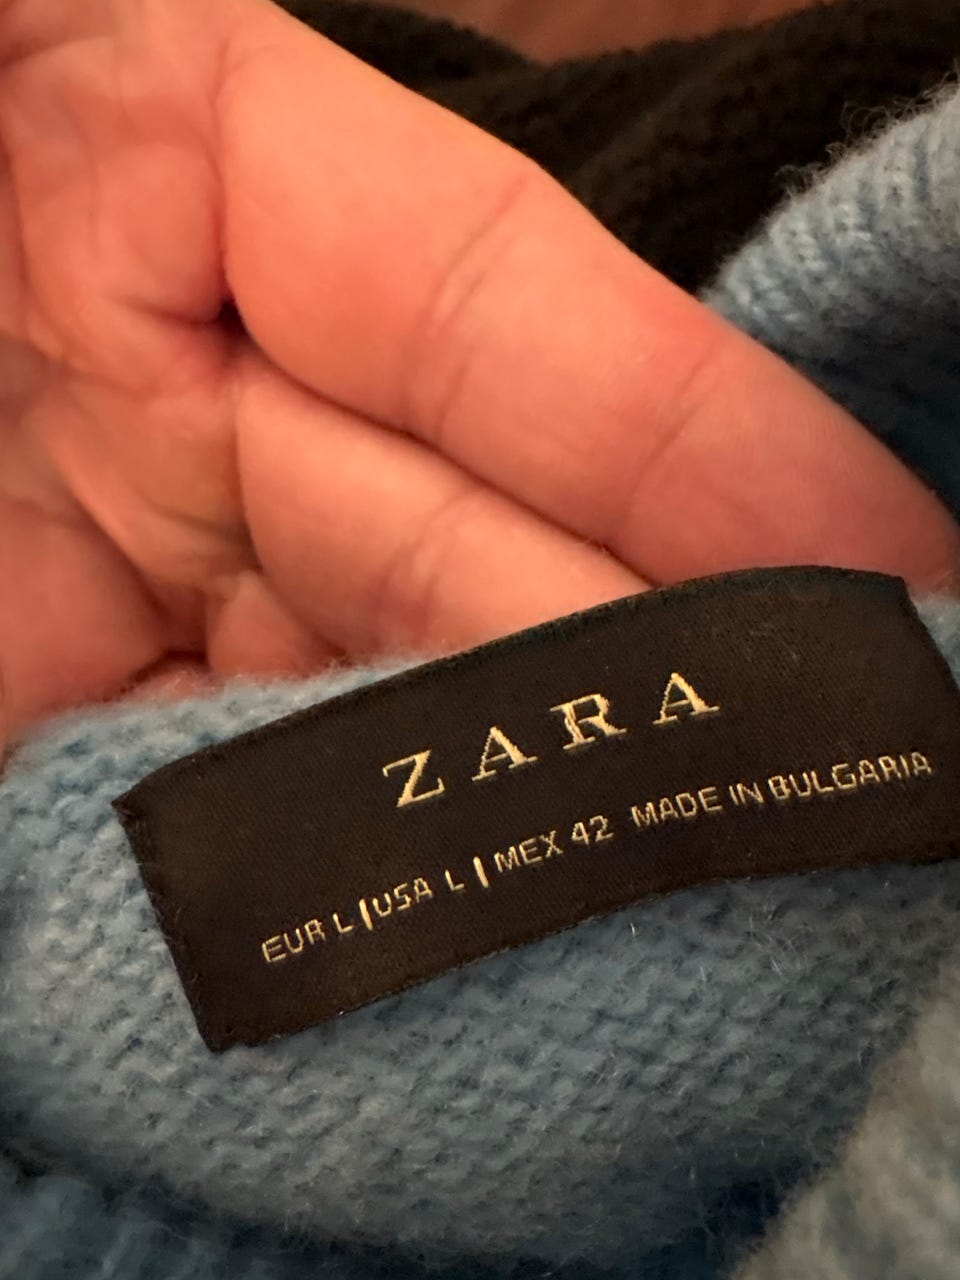 ZARA
EUR L | USA L | MEX 42 MADE IN BULGARIA